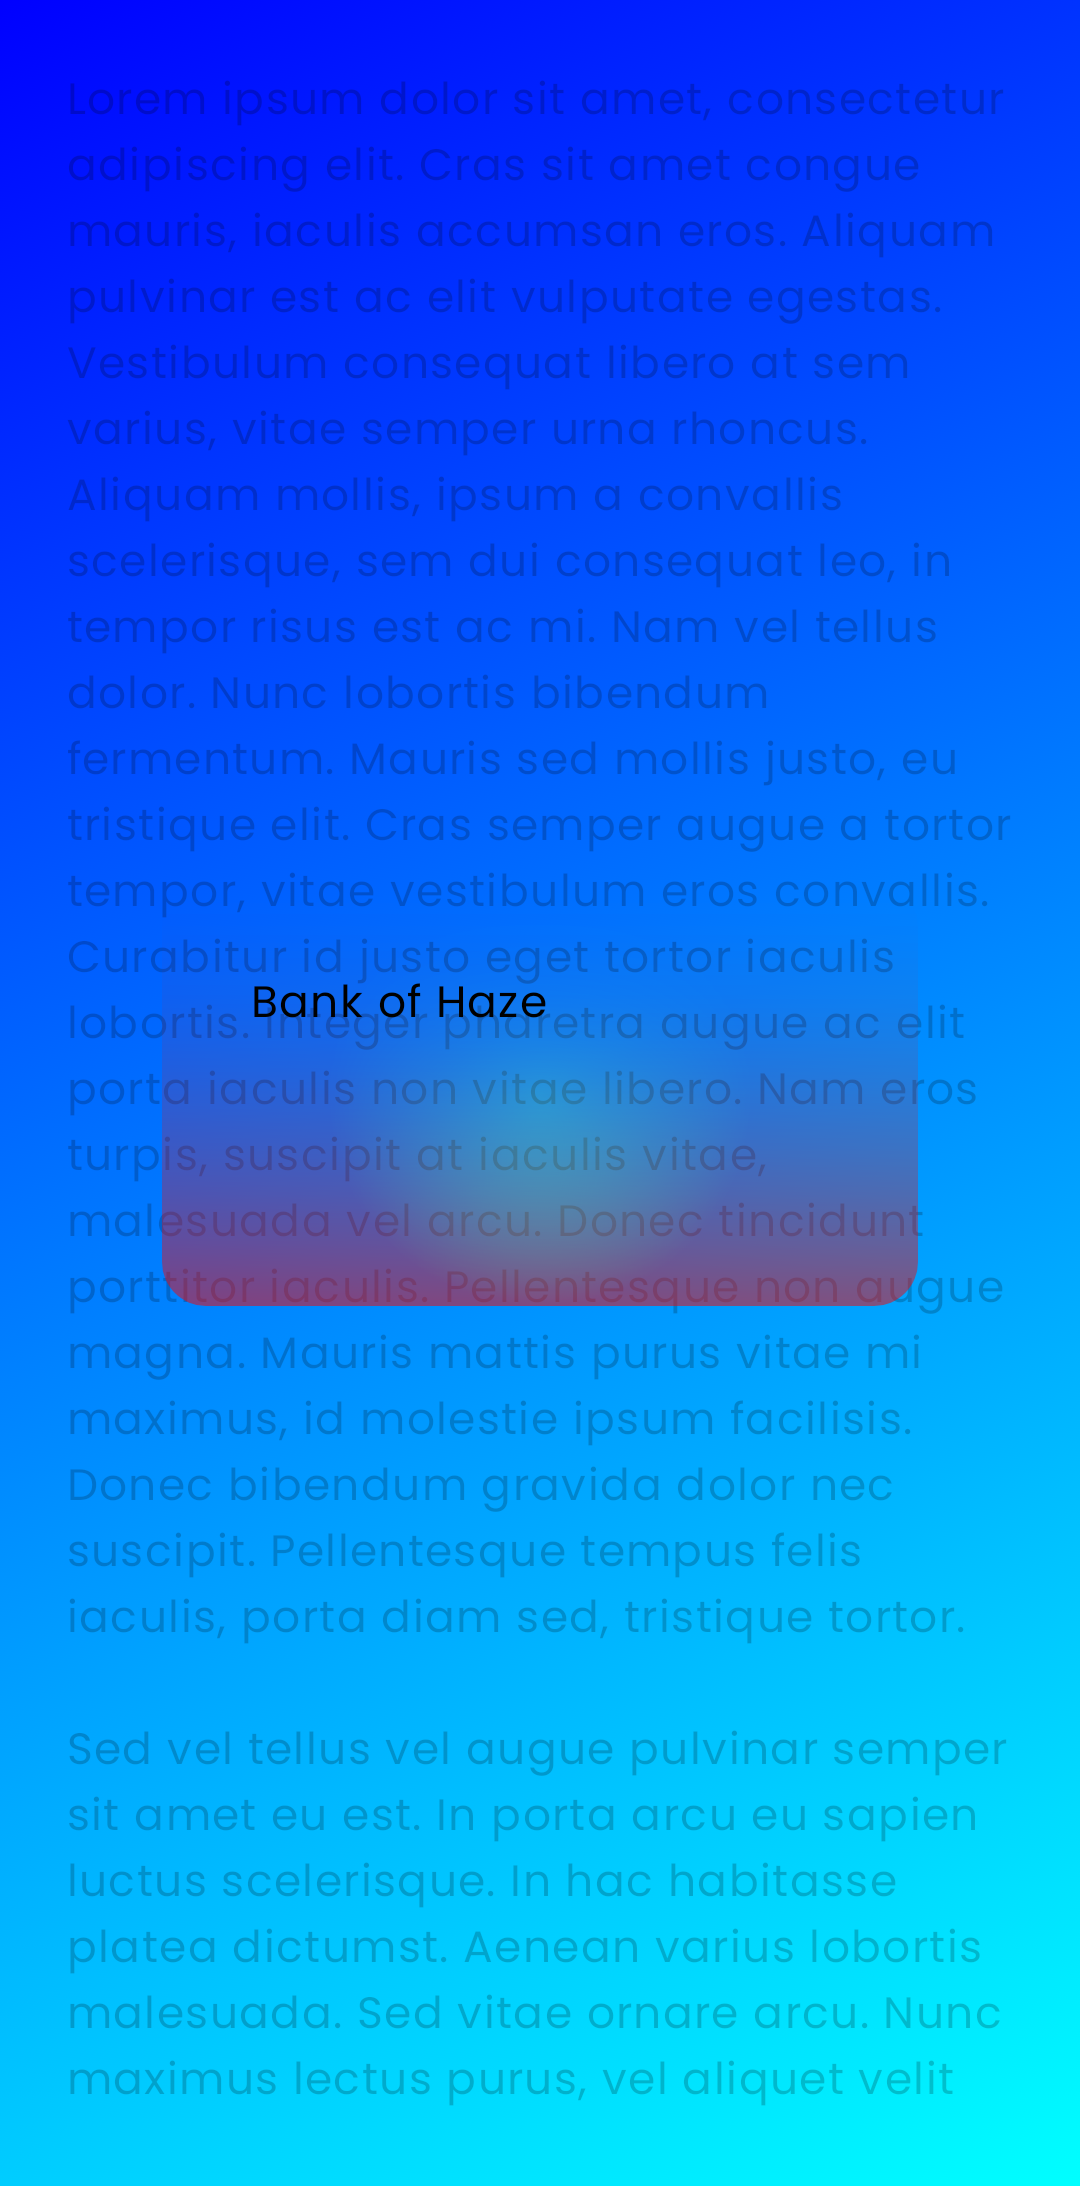 Lorem ipsum dolor sit amet, consectetur
adipiscing elit. Cras sit amet congue
mauris, iaculis accumsan eros. Aliquam
pulvinar est ac elit vulputate egestas.
Vestibulum consequat libero at sem
varius, vitae semper urna rhoncus.
Aliquam mollis, ipsum a convallis
scelerisque, sem dui consequat leo, in
tempor risus est ac mi. Nam vel tellus
dolor. Nunc lobortis bibendum
fermentum. Mauris sed mollis justo, eu
tristique elit. Cras semper augue a tortor
tempor, vitae vestibulum eros convallis.
Curabitur id justo eget tortor iaculis
Bank of Haze
lobortis. Integer pharetra augue ac elit
porta iaculis non vitae libero. Nam eros
turpis, suscipit at iaculis vitae,
malesuada vel arcu. Donec tincidunt
porttitor iaculis. Pellentesque non augue
magna. Mauris mattis purus vitae mi
maximus, id molestie ipsum facilisis.
Donec bibendum gravida dolor nec
suscipit. Pellentesque tempus felis
iaculis, porta diam sed, tristique tortor.
Sed vel tellus vel augue pulvinar semper
sit amet eu est. In porta arcu eu sapien
luctus scelerisque. In hac habitasse
platea dictumst. Aenean varius lobortis
malesuada. Sed vitae ornare arcu. Nunc
maximus lectus purus, vel aliquet velit